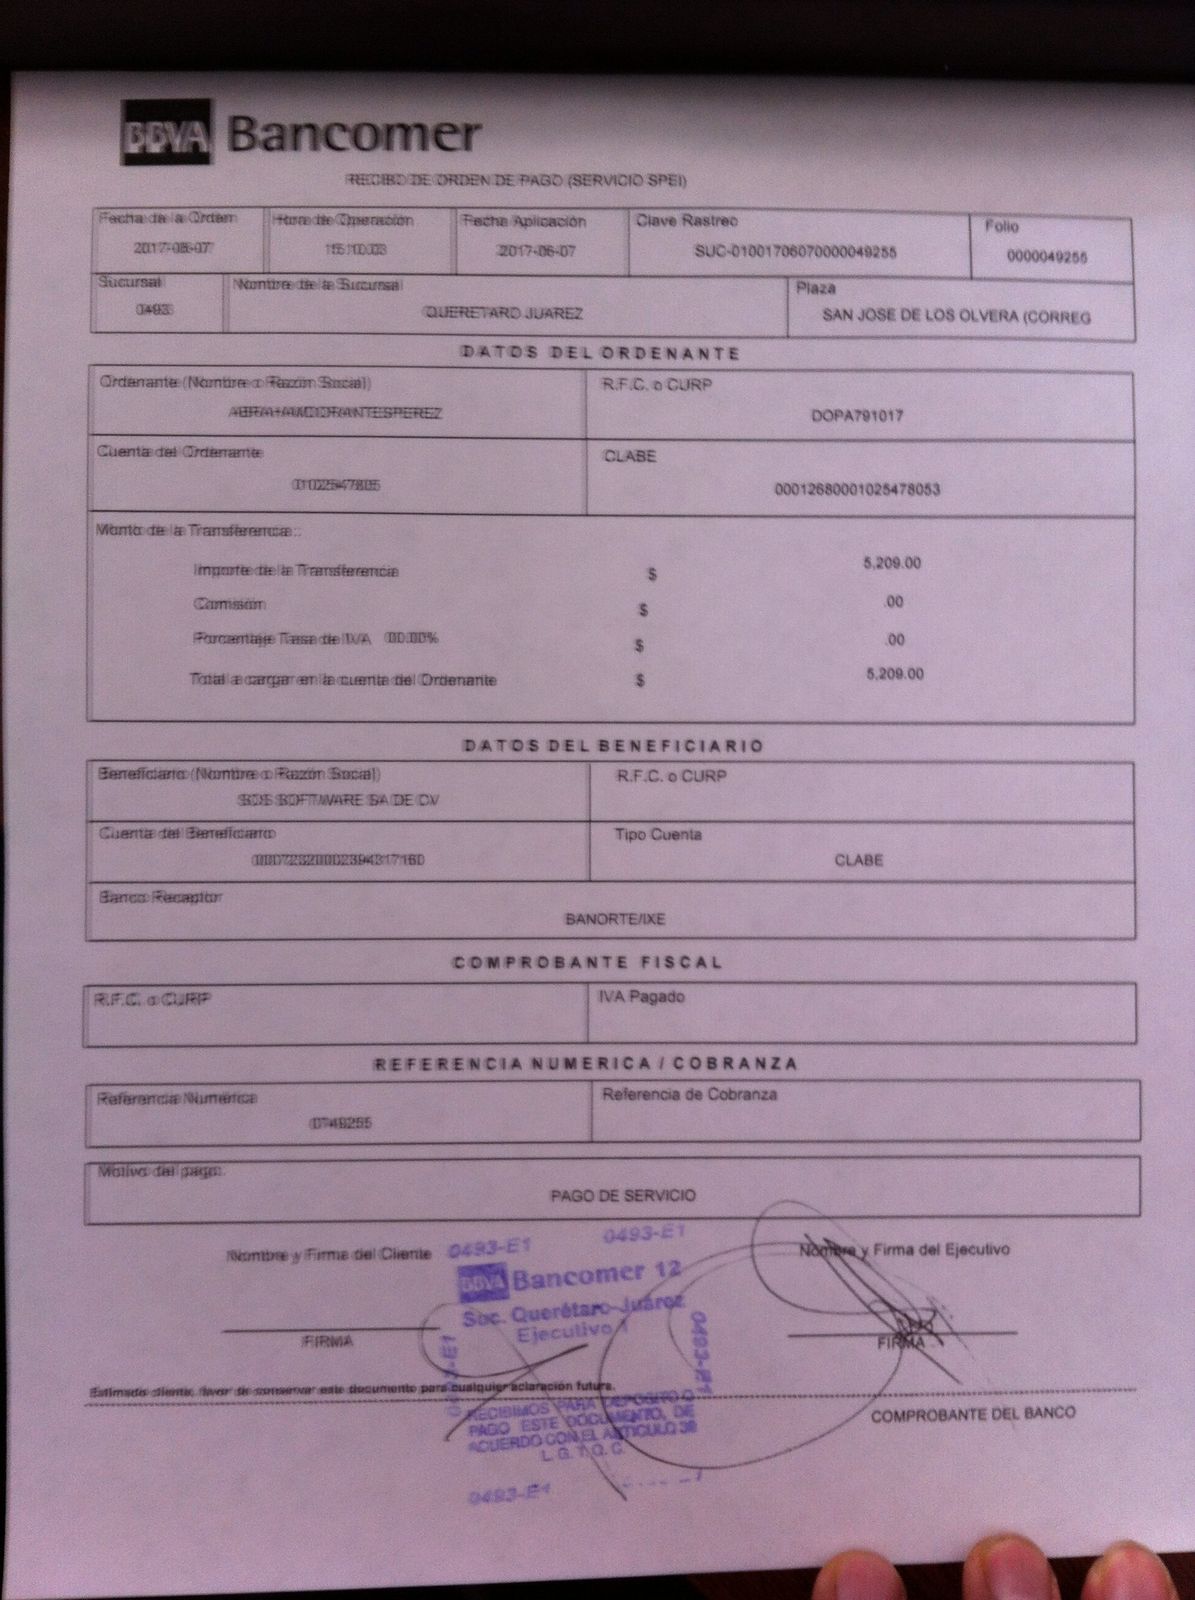 BBVA Bancomer
RECIBO DE ORDEN DE PAGO (SERVICIO SPEI)
Fecha de la Orden Hora de Operación Fecha Aplicación Clave Rastreo Folio
2017-06-07 15:10:03 2017-06-07 SUC-01001706070000049255 0000049255
Sucursal Nombre de la Sucursal Plaza
0493 QUERETARO JUAREZ SAN JOSE DE LOS OLVERA (CORREG
DATOS DEL ORDENANTE
Ordenante (Nombre o Razón Social) R.F.C. o CURP
ABRAHAM DORANTES PEREZ DOPA791017
Cuenta del Ordenante CLABE
0102547805 00012680001025478053
Monto de la Transferencia:
Importe de la Transferencia $ 5,209.00
Comisión $ .00
Porcentaje Tasa de IVA 00.00% $ .00
Total a cargar en la cuenta del Ordenante $ 5,209.00
DATOS DEL BENEFICIARIO
Beneficiario (Nombre o Razón Social) R.F.C. o CURP
SOFTWARE SA DE CV
Cuenta del Beneficiario Tipo Cuenta
CLABE
Banco Receptor
BANORTE/IXE
COMPROBANTE FISCAL
R.F.C. o CURP IVA Pagado
REFERENCIA NUMERICA / COBRANZA
Referencia Numérica Referencia de Cobranza
0749255
Motivo del pago:
PAGO DE SERVICIO
Nombre y Firma del Cliente Nombre y Firma del Ejecutivo
0493-E1 0493-E1
BBVA Bancomer 12
Suc. Querétaro-Juárez
Ejecutivo 1
0493-E1
FIRMA FIRMA
Estimado cliente, favor de conservar este documento para cualquier aclaración futura.
RECIBIMOS PARA DEPOSITO O
PAGO ESTE DOCUMENTO, DE
ACUERDO CON EL ARTICULO 39
L. G. T. O. C.
0493-E1
COMPROBANTE DEL BANCO